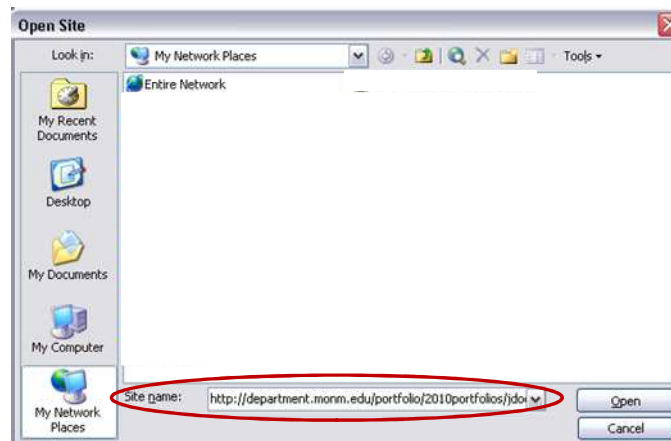 Open Site
Look in:
My Network Places
Tools
Entire Network
My Recent
Documents
Desktop
My Documents
My Computer
My Network
Places
Site name:
http://department.monm.edu/portfolio/2010portfolios/jdo
Open
Cancel